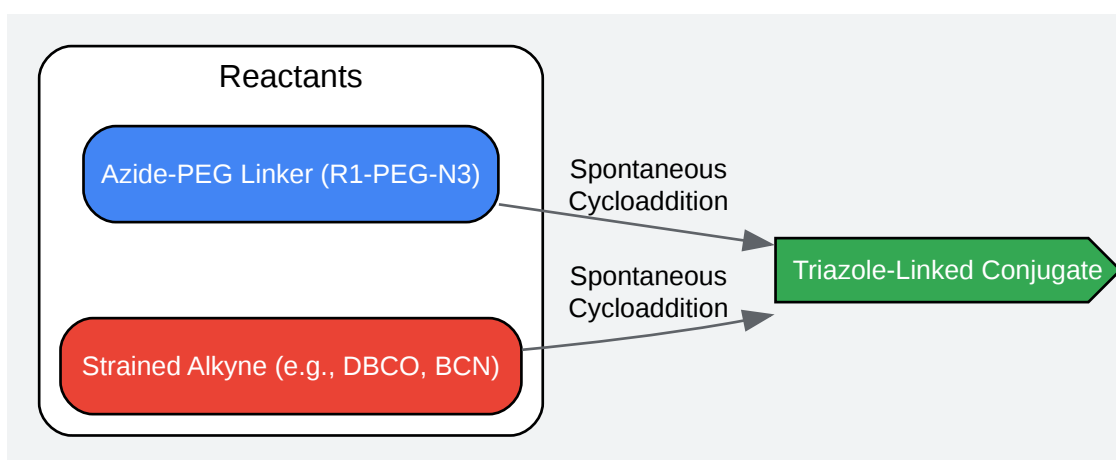 Reactants
Azide-PEG Linker (R1-PEG-N3)
Spontaneous
Cycloaddition
Triazole-Linked Conjugate
Spontaneous
Cycloaddition
Strained Alkyne (e.g., DBCO, BCN)